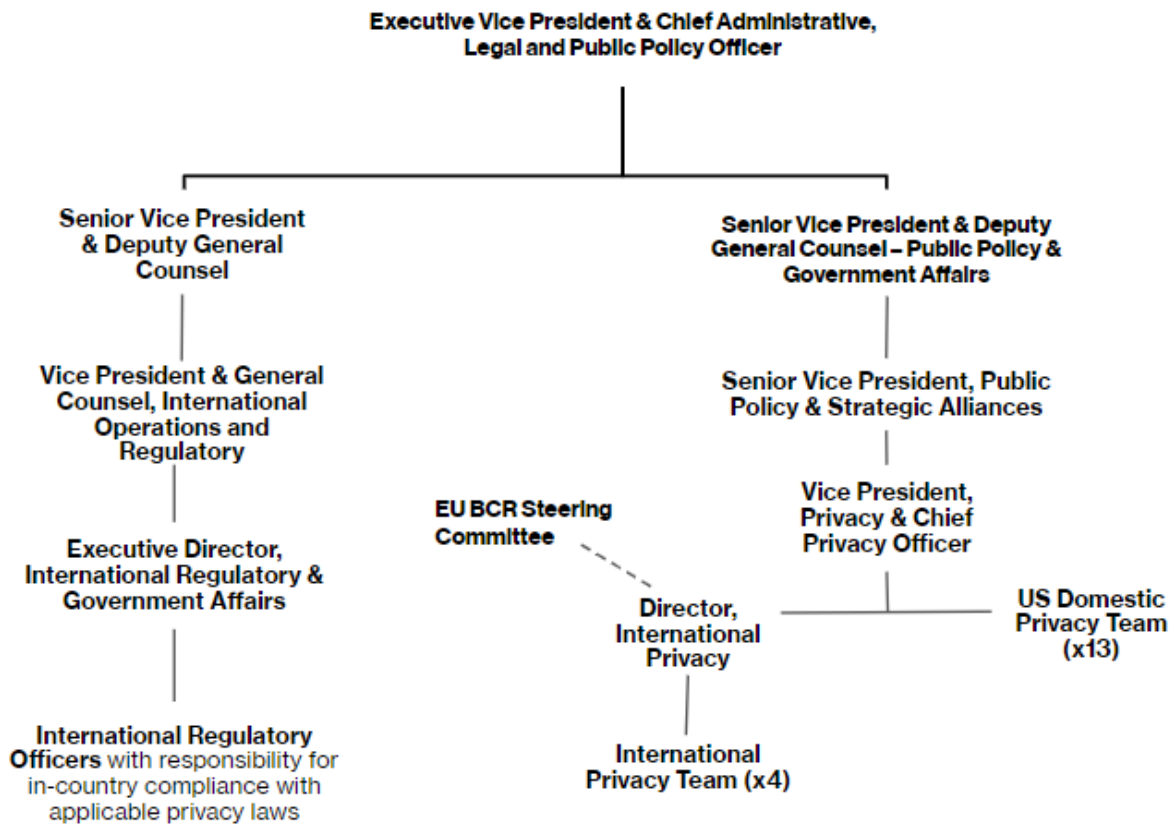 Executive Vice President & Chief Administrative,
Legal and Public Policy Officer
Senior Vice President
& Deputy General
Counsel
Senior Vice President & Deputy
General Counsel – Public Policy &
Government Affairs
Vice President & General
Counsel, International
Operations and
Regulatory
Senior Vice President, Public
Policy & Strategic Alliances
EU BCR Steering
Committee
Vice President,
Privacy & Chief
Privacy Officer
Executive Director,
International Regulatory &
Government Affairs
Director,
International
Privacy
US Domestic
Privacy Team
(x13)
International Regulatory
Officers with responsibility for
in-country compliance with
applicable privacy laws
International
Privacy Team (x4)